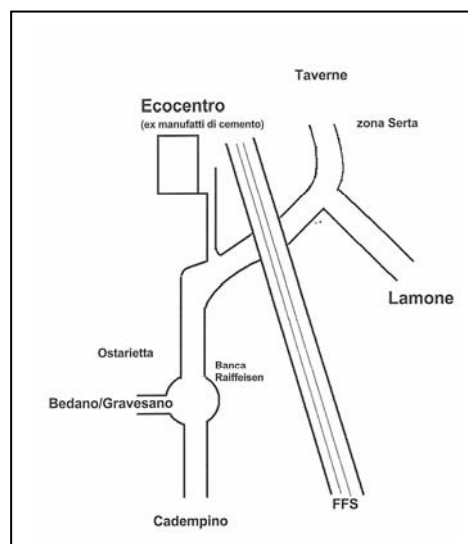 Taverne
Ecocentro
(ex manufatti di cemento)
zona Serta
Lamone
Ostarietta
Banca
Raiffeisen
Bedano/Gravesano
FFS
Cadempino